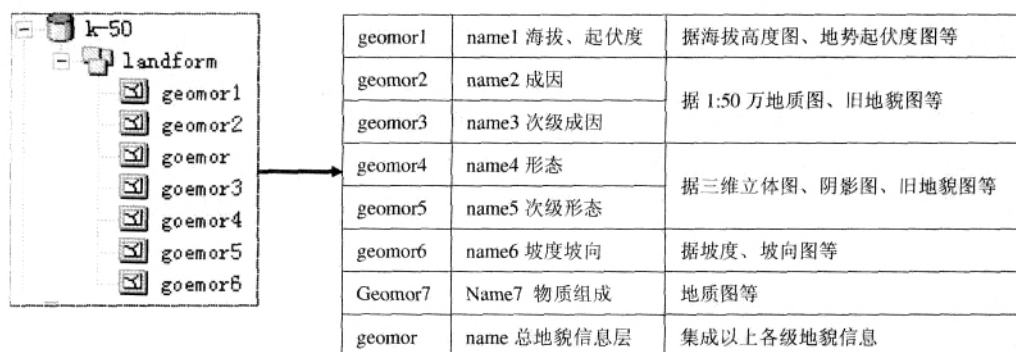 k-50
landform
geomor1
geomor2
goemor
goemor3
goemor4
goemor5
goemor6
geomor1 name1 海拔、起伏度 据海拔高度图、地势起伏度图等
geomor2 name2 成因
据 1:50 万地质图、旧地貌图等
geomor3 name3 次级成因
geomor4 name4 形态
据三维立体图、阴影图、旧地貌图等
geomor5 name5 次级形态
geomor6 name6 坡度坡向 据坡度、坡向图等
Geomor7 Name7 物质组成 地质图等
geomor name 总地貌信息层 集成以上各级地貌信息